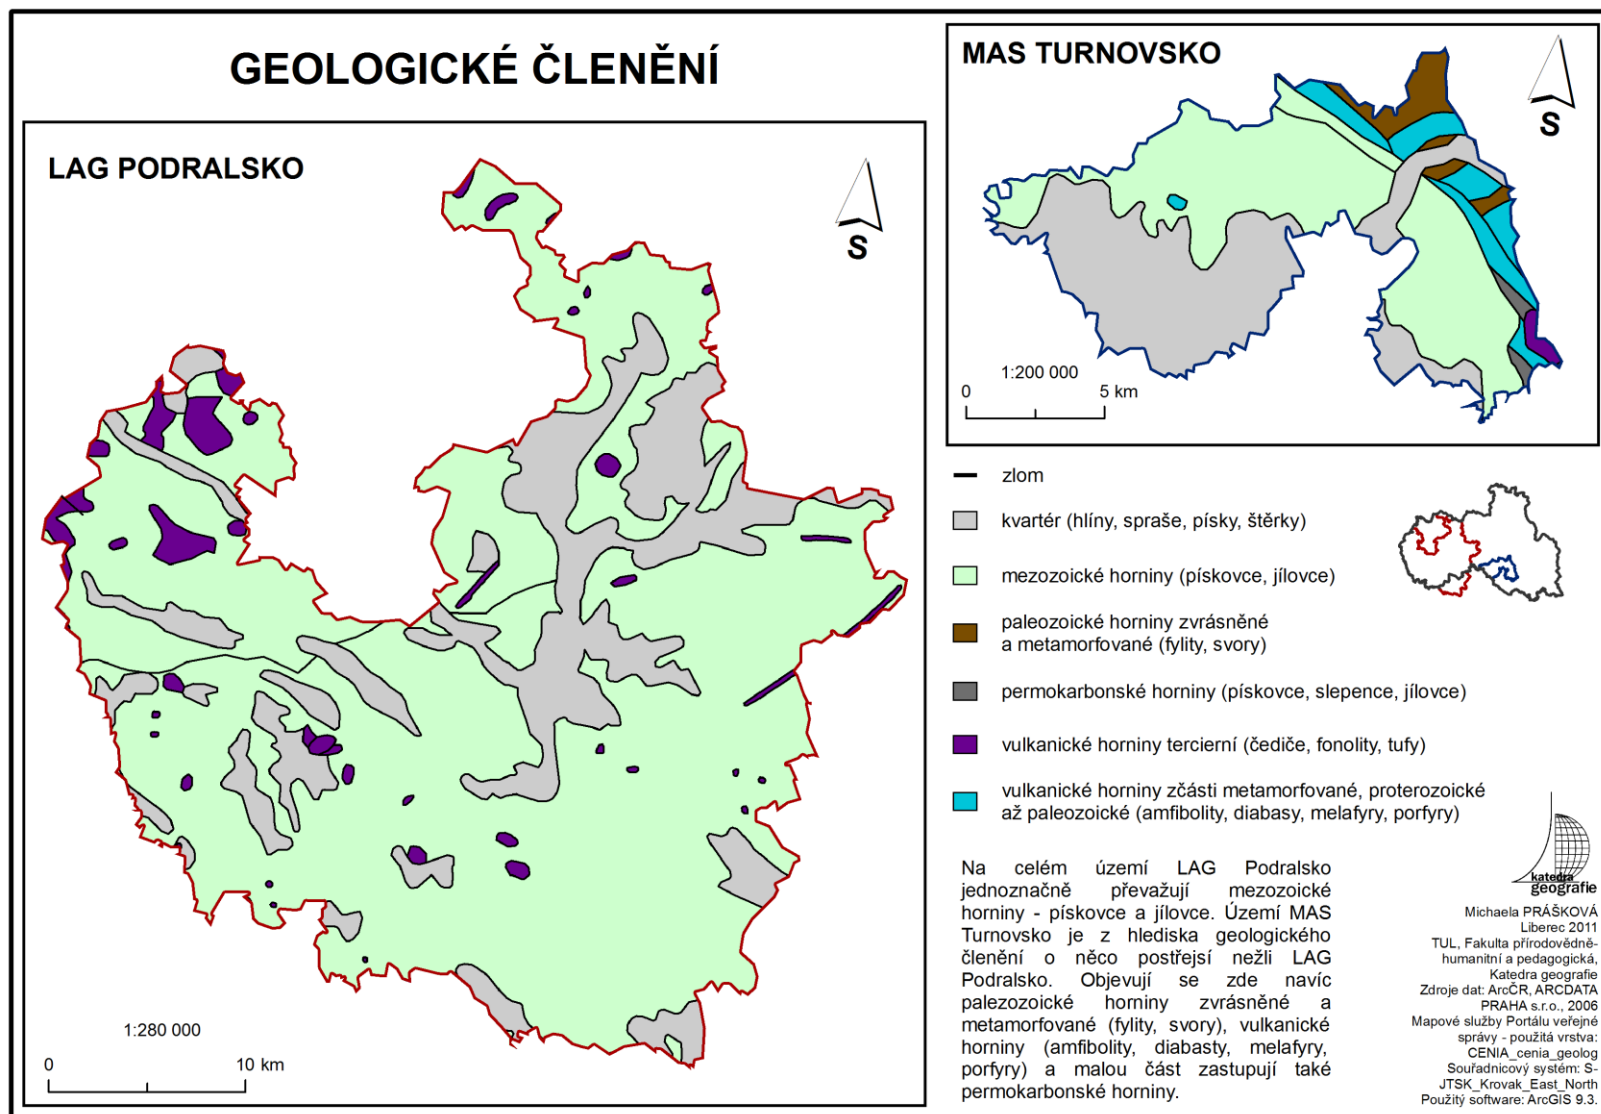 GEOLOGICKÉ ČLENĚNÍ
LAG PODRALSKO
S
1:280 000
0 10 km
MAS TURNOVSKO
S
1:200 000
0 5 km
zlom
kvartér (hlíny, spraše, písky, štěrky)
mezozoické horniny (pískovce, jílovce)
paleozoické horniny zvrásněné
a metamorfované (fylity, svory)
permokarbonské horniny (pískovce, slepence, jílovce)
vulkanické horniny tercierní (čediče, fonolity, tufy)
vulkanické horniny zčásti metamorfované, proterozoické
až paleozoické (amfibolity, diabasy, melafyry, porfyry)
Na celém území LAG Podralsko
jednoznačně převažují mezozoické
horniny - pískovce a jílovce. Území MAS
Turnovsko je z hlediska geologického
členění o něco postřejsí nežli LAG
Podralsko. Objevují se zde navíc
palezozoické horniny zvrásněné a
metamorfované (fylity, svory), vulkanické
horniny (amfibolity, diabasty, melafyry,
porfyry) a malou část zastupují také
permokarbonské horniny.
katedra
geografie
Michaela PRÁŠKOVÁ
Liberec 2011
TUL, Fakulta přírodovědně-
humanitní a pedagogická,
Katedra geografie
Zdroje dat: ArcČR, ARCDATA
PRAHA s.r.o., 2006
Mapové služby Portálu veřejné
správy - použitá vrstva:
CENIA_cenia_geolog
Souřadnicový systém: S-
JTSK_Krovak_East_North
Použitý software: ArcGIS 9.3.